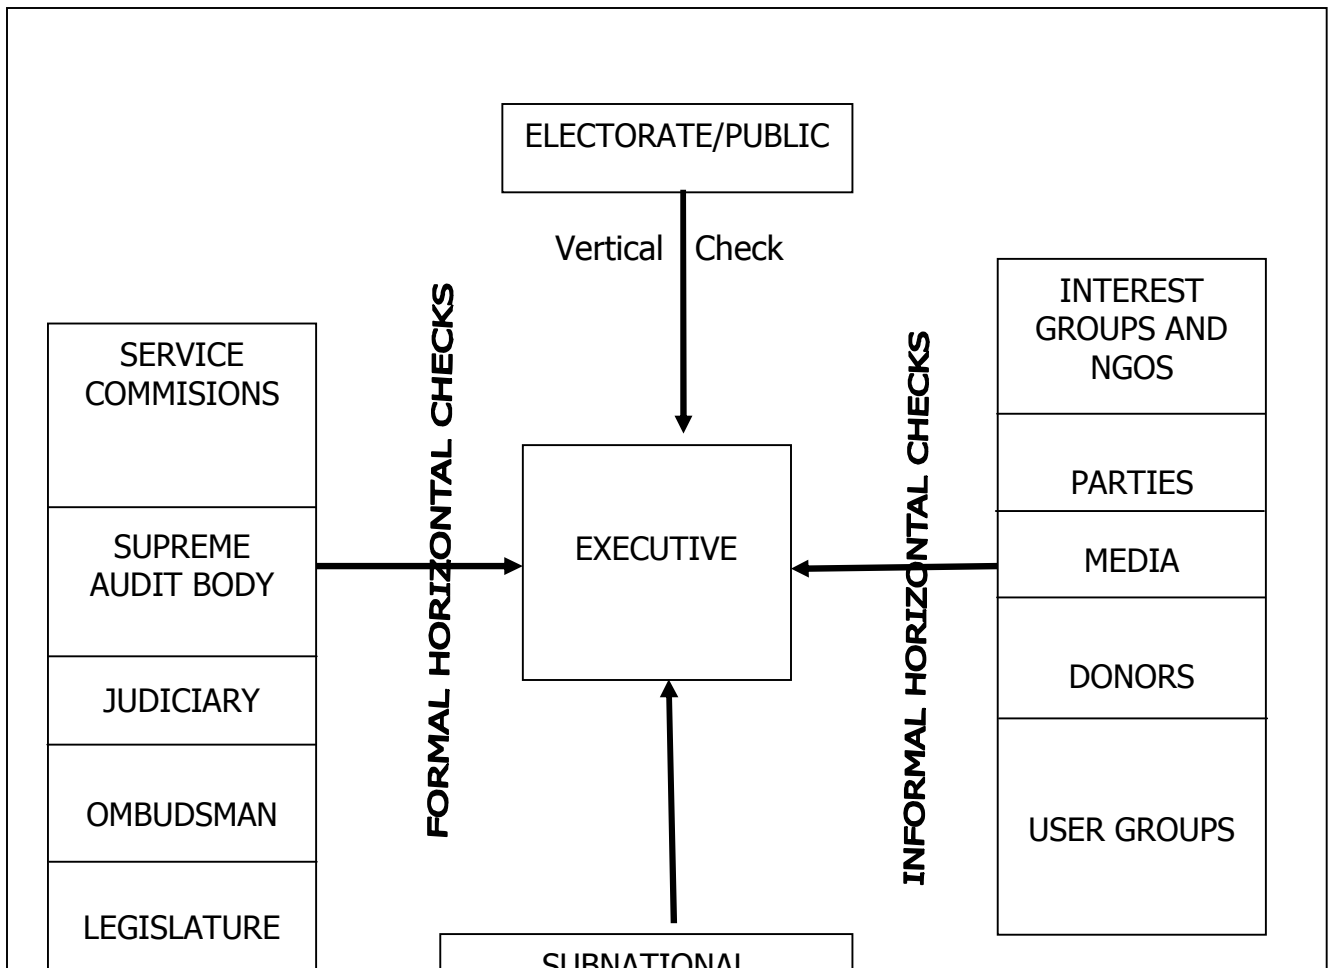 ELECTORATE/PUBLIC
Vertical Check
FORMAL HORIZONTAL CHECKS
INFORMAL HORIZONTAL CHECKS
SERVICE
COMMISIONS
SUPREME
AUDIT BODY
JUDICIARY
OMBUDSMAN
LEGISLATURE
EXECUTIVE
INTEREST
GROUPS AND
NGOS
PARTIES
MEDIA
DONORS
USER GROUPS
SUBNATIONAL